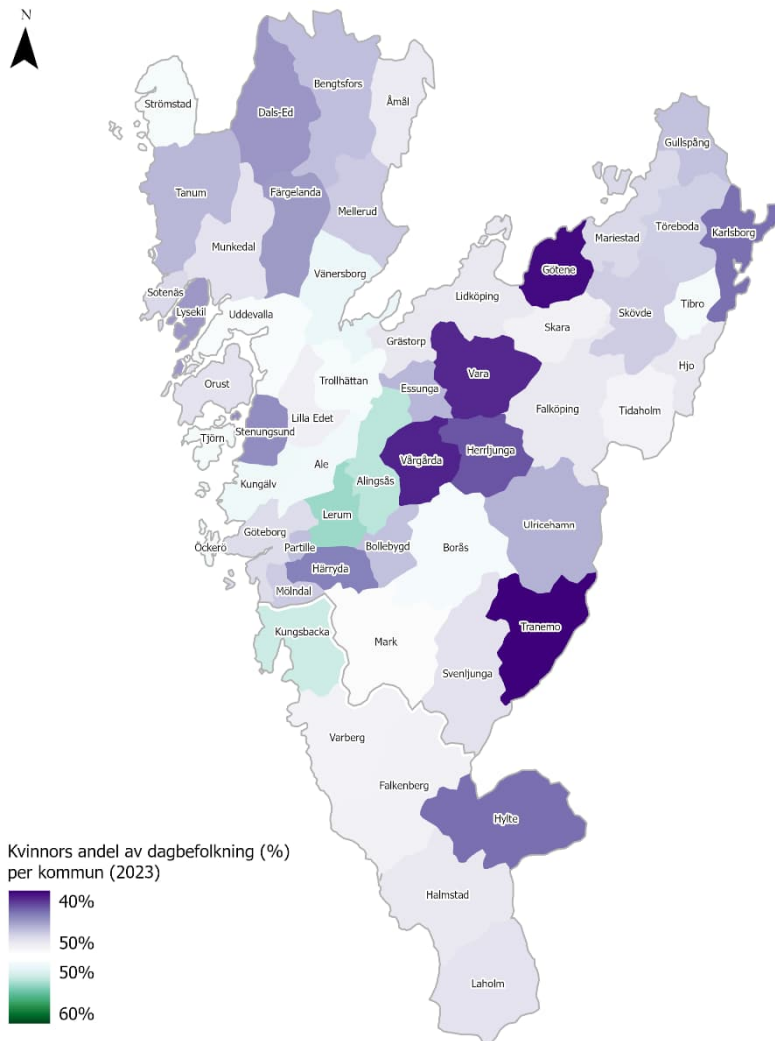 N
Bengtsfors
Strömstad
Åmål
Dals-Ed
Gullspång
Tanum
Färgelanda
Mellerud
Karlsborg
Töreboda
Mariestad
Munkedal
Götene
Vänersborg
Sotenäs
Lidköping
Tibro
Lysekil
Uddevalla
Skövde
Skara
Grästorp
Hjo
Vara
Trollhättan
Orust
Essunga
Falköping
Tidaholm
Lilla Edet
Stenungsund
Tjörn
Herrljunga
Vårgårda
Ale
Alingsås
Kungälv
Lerum
Ulricehamn
Göteborg
Öckerö
Partille
Bollebygd
Borås
Härryda
Mölndal
Tranemo
Kungsbacka
Mark
Svenljunga
Varberg
Falkenberg
Hylte
Kvinnors andel av dagbefolkning (%)
per kommun (2023)
Halmstad
40%
50%
50%
60%
Laholm